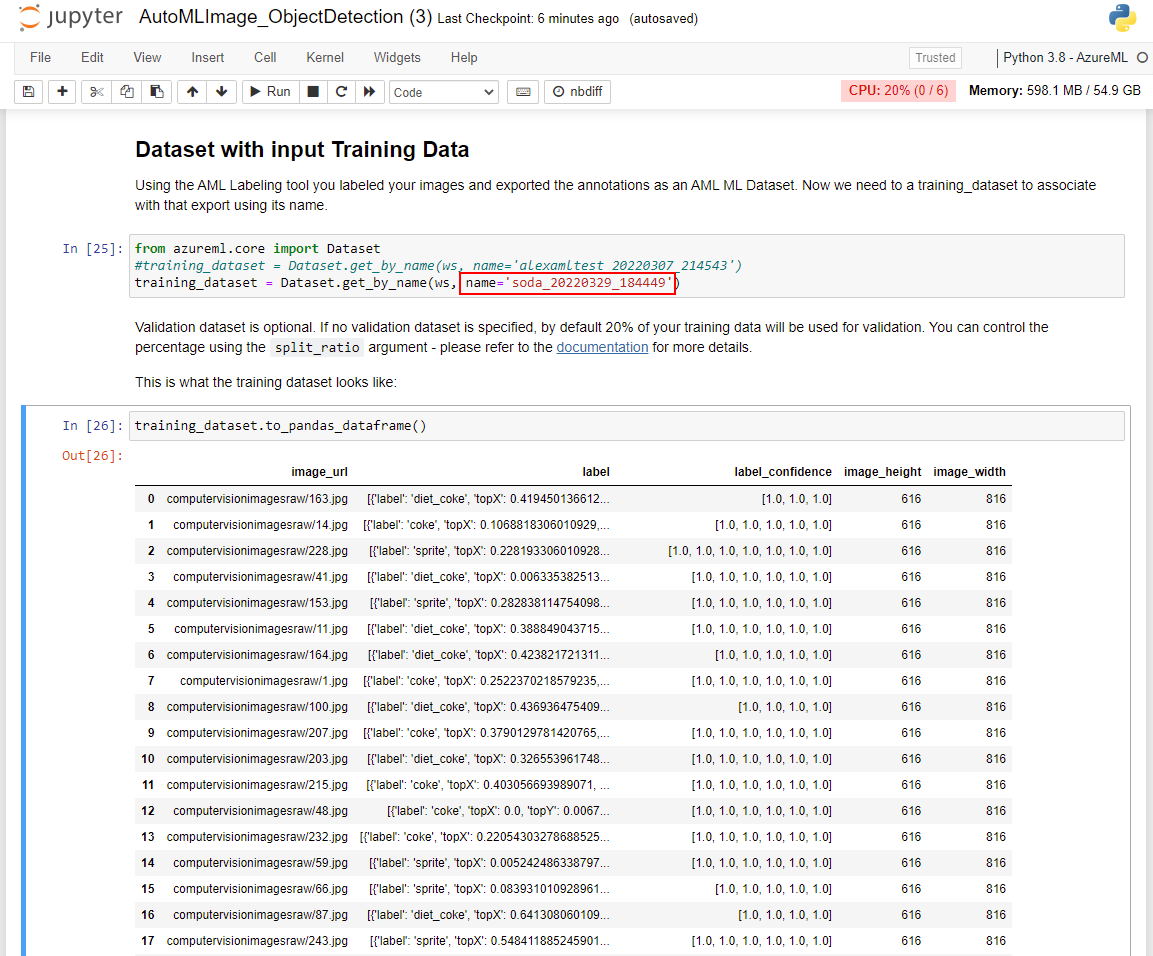 jupyter AutoMLImage_ObjectDetection (3) Last Checkpoint: 6 minutes ago (autosaved)
File Edit View Insert Cell Kernel Widgets Help Trusted Python 3.8 - AzureML
Run Code nbdiff CPU: 20% (0 / 6) Memory: 598.1 MB / 54.9 GB
Dataset with input Training Data
Using the AML Labeling tool you labeled your images and exported the annotations as an AML ML Dataset. Now we need to a training_dataset to associate
with that export using its name.
In [25]: from azureml.core import Dataset
#training_dataset = Dataset.get_by_name(ws, name='alexamltest_20220307_214543')
training_dataset = Dataset.get_by_name(ws, name='soda_20220329_184449')
Validation dataset is optional. If no validation dataset is specified, by default 20% of your training data will be used for validation. You can control the
percentage using the split_ratio argument - please refer to the documentation for more details.
This is what the training dataset looks like:
In [26]: training_dataset.to_pandas_dataframe()
Out[26]:
image_url label label_confidence image_height image_width
0 computervisionimagesraw/163.jpg [{'label': 'diet_coke', 'topX': 0.419450136612... [1.0, 1.0, 1.0] 616 816
1 computervisionimagesraw/14.jpg [{'label': 'coke', 'topX': 0.1068818306010929,... [1.0, 1.0, 1.0, 1.0, 1.0] 616 816
2 computervisionimagesraw/228.jpg [{'label': 'sprite', 'topX': 0.228193306010928... [1.0, 1.0, 1.0, 1.0, 1.0, 1.0, 1.0] 616 816
3 computervisionimagesraw/41.jpg [{'label': 'diet_coke', 'topX': 0.006335382513... [1.0, 1.0, 1.0, 1.0, 1.0, 1.0] 616 816
4 computervisionimagesraw/153.jpg [{'label': 'sprite', 'topX': 0.282838114754098... [1.0, 1.0, 1.0, 1.0, 1.0, 1.0] 616 816
5 computervisionimagesraw/11.jpg [{'label': 'diet_coke', 'topX': 0.388849043715... [1.0, 1.0, 1.0, 1.0, 1.0, 1.0] 616 816
6 computervisionimagesraw/164.jpg [{'label': 'diet_coke', 'topX': 0.423821721311... [1.0, 1.0, 1.0, 1.0, 1.0] 616 816
7 computervisionimagesraw/1.jpg [{'label': 'coke', 'topX': 0.2522370218579235,... [1.0, 1.0, 1.0, 1.0, 1.0, 1.0] 616 816
8 computervisionimagesraw/100.jpg [{'label': 'diet_coke', 'topX': 0.436936475409... [1.0, 1.0, 1.0, 1.0] 616 816
9 computervisionimagesraw/207.jpg [{'label': 'coke', 'topX': 0.3790129781420765,... [1.0, 1.0, 1.0, 1.0, 1.0, 1.0] 616 816
10 computervisionimagesraw/203.jpg [{'label': 'diet_coke', 'topX': 0.326553961748... [1.0, 1.0, 1.0, 1.0, 1.0, 1.0] 616 816
11 computervisionimagesraw/215.jpg [{'label': 'coke', 'topX': 0.403056693989071, ... [1.0, 1.0, 1.0, 1.0, 1.0, 1.0] 616 816
12 computervisionimagesraw/48.jpg [{'label': 'coke', 'topX': 0.0, 'topY': 0.0067... [1.0, 1.0, 1.0, 1.0, 1.0, 1.0] 616 816
13 computervisionimagesraw/232.jpg [{'label': 'coke', 'topX': 0.22054303278688525... [1.0, 1.0, 1.0, 1.0, 1.0, 1.0] 616 816
14 computervisionimagesraw/59.jpg [{'label': 'sprite', 'topX': 0.005242486338797... [1.0, 1.0, 1.0, 1.0, 1.0, 1.0] 616 816
15 computervisionimagesraw/66.jpg [{'label': 'sprite', 'topX': 0.083931010928961... [1.0, 1.0, 1.0, 1.0, 1.0] 616 816
16 computervisionimagesraw/87.jpg [{'label': 'diet_coke', 'topX': 0.641308060109... [1.0, 1.0, 1.0, 1.0] 616 816
17 computervisionimagesraw/243.jpg [{'label': 'sprite', 'topX': 0.548411885245901... [1.0, 1.0, 1.0, 1.0, 1.0, 1.0] 616 816